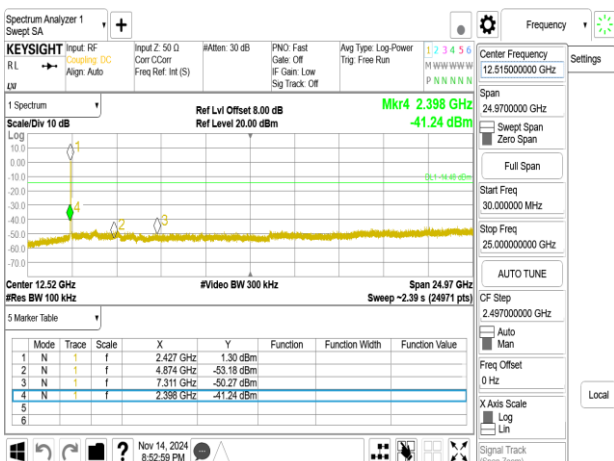 Spectrum Analyzer 1
Swept SA
Frequency
KEYSIGHT
RL
Input: RF
Coupling: DC
Align: Auto
Input Z: 50 Ω
Corr CCorr
Freq Ref: Int (S)
#Atten: 30 dB
PNO: Fast
Gate: Off
IF Gain: Low
Sig Track: Off
Avg Type: Log-Power
Trig: Free Run
1 2 3 4 5 6
M W W W W W
P N N N N N
LXI
1 Spectrum
Scale/Div 10 dB
Ref Lvl Offset 8.00 dB
Ref Level 20.00 dBm
Mkr4 2.398 GHz
-41.24 dBm
Log
10.0
0.00
-10.0
-20.0
-30.0
-40.0
-50.0
-60.0
-70.0
1
4
2
3
Center 12.52 GHz
#Res BW 100 kHz
#Video BW 300 kHz
Span 24.97 GHz
Sweep ~2.39 s (24971 pts)
5 Marker Table
Mode Trace Scale X Y Function Function Width Function Value
1 N 1 f 2.427 GHz 1.30 dBm
2 N 1 f 4.874 GHz -53.18 dBm
3 N 1 f 7.311 GHz -50.27 dBm
4 N 1 f 2.398 GHz -41.24 dBm
5
6
Nov 14, 2024
8:52:59 PM
Center Frequency
12.515000000 GHz
Span
24.9700000 GHz
Swept Span
Zero Span
Full Span
Start Freq
30.000000 MHz
Stop Freq
25.000000000 GHz
AUTO TUNE
CF Step
2.497000000 GHz
Auto
Man
Freq Offset
0 Hz
X Axis Scale
Log
Lin
Signal Track
Settings
Local